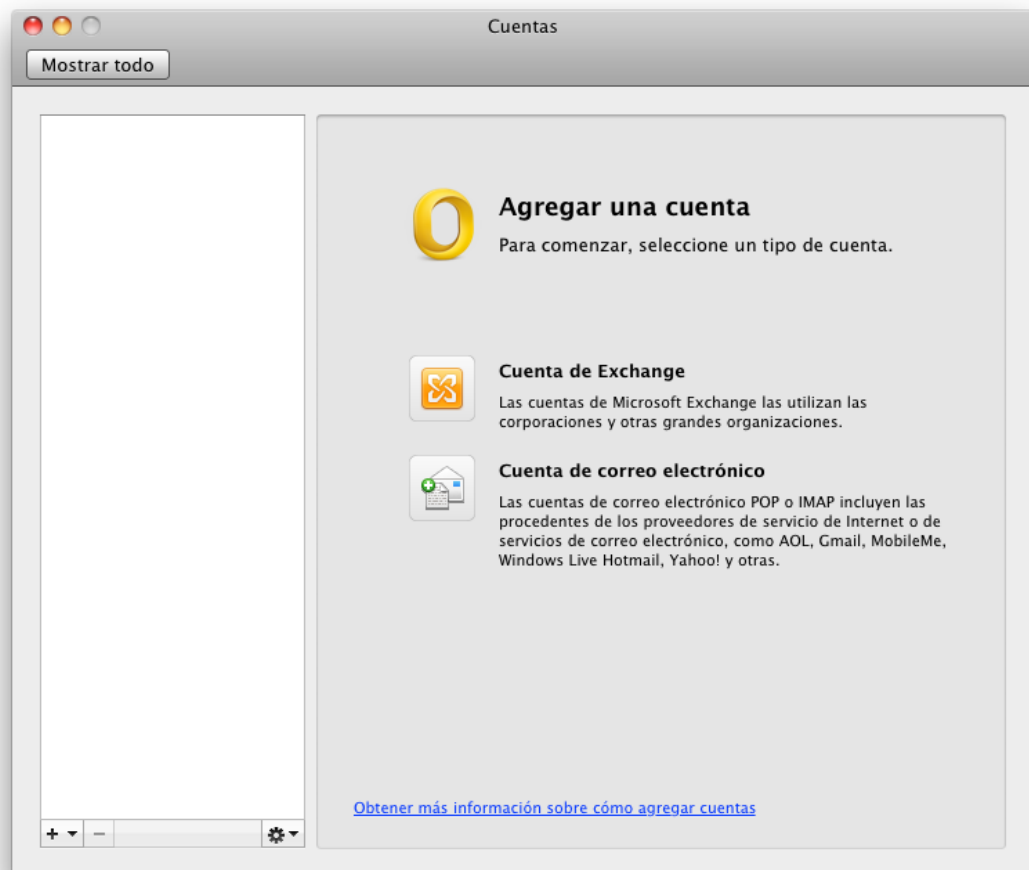 Cuentas
Mostrar todo
Agregar una cuenta
Para comenzar, seleccione un tipo de cuenta.
Cuenta de Exchange
Las cuentas de Microsoft Exchange las utilizan las
corporaciones y otras grandes organizaciones.
Cuenta de correo electrónico
Las cuentas de correo electrónico POP o IMAP incluyen las
procedentes de los proveedores de servicio de Internet o de
servicios de correo electrónico, como AOL, Gmail, MobileMe,
Windows Live Hotmail, Yahoo! y otras.
Obtener más información sobre cómo agregar cuentas